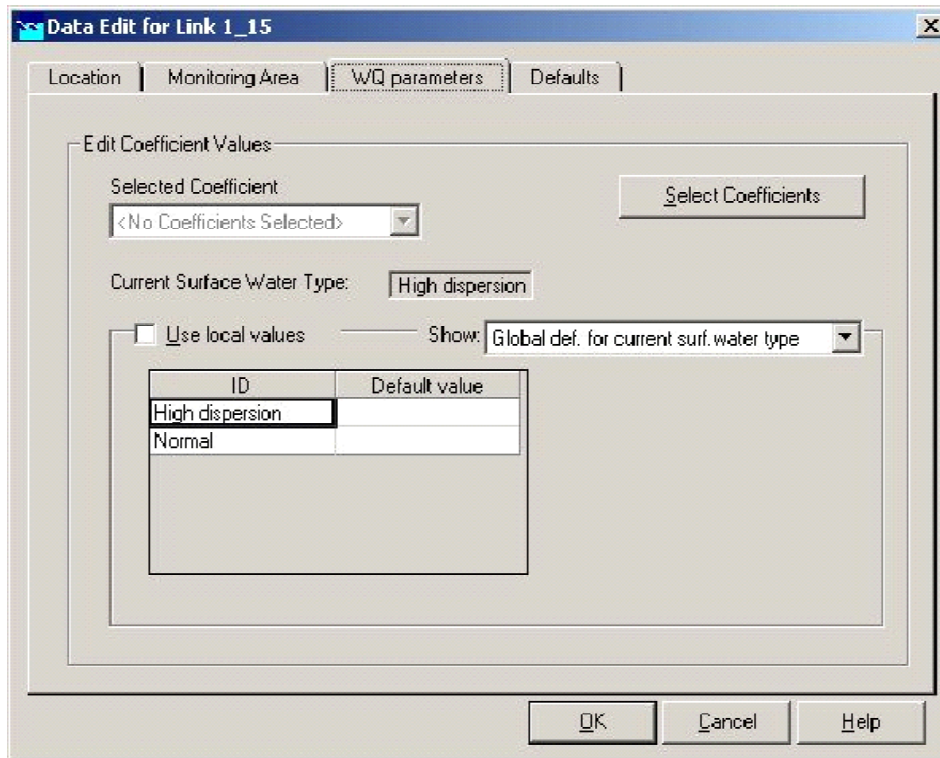 Data Edit for Link 1_15
Location Monitoring Area WQ parameters Defaults
Edit Coefficient Values
Selected Coefficient
<No Coefficients Selected>
Select Coefficients
Current Surface Water Type: High dispersion
Use local values Show: Global def. for current surf.water type
ID Default value
High dispersion
Normal
OK Cancel Help